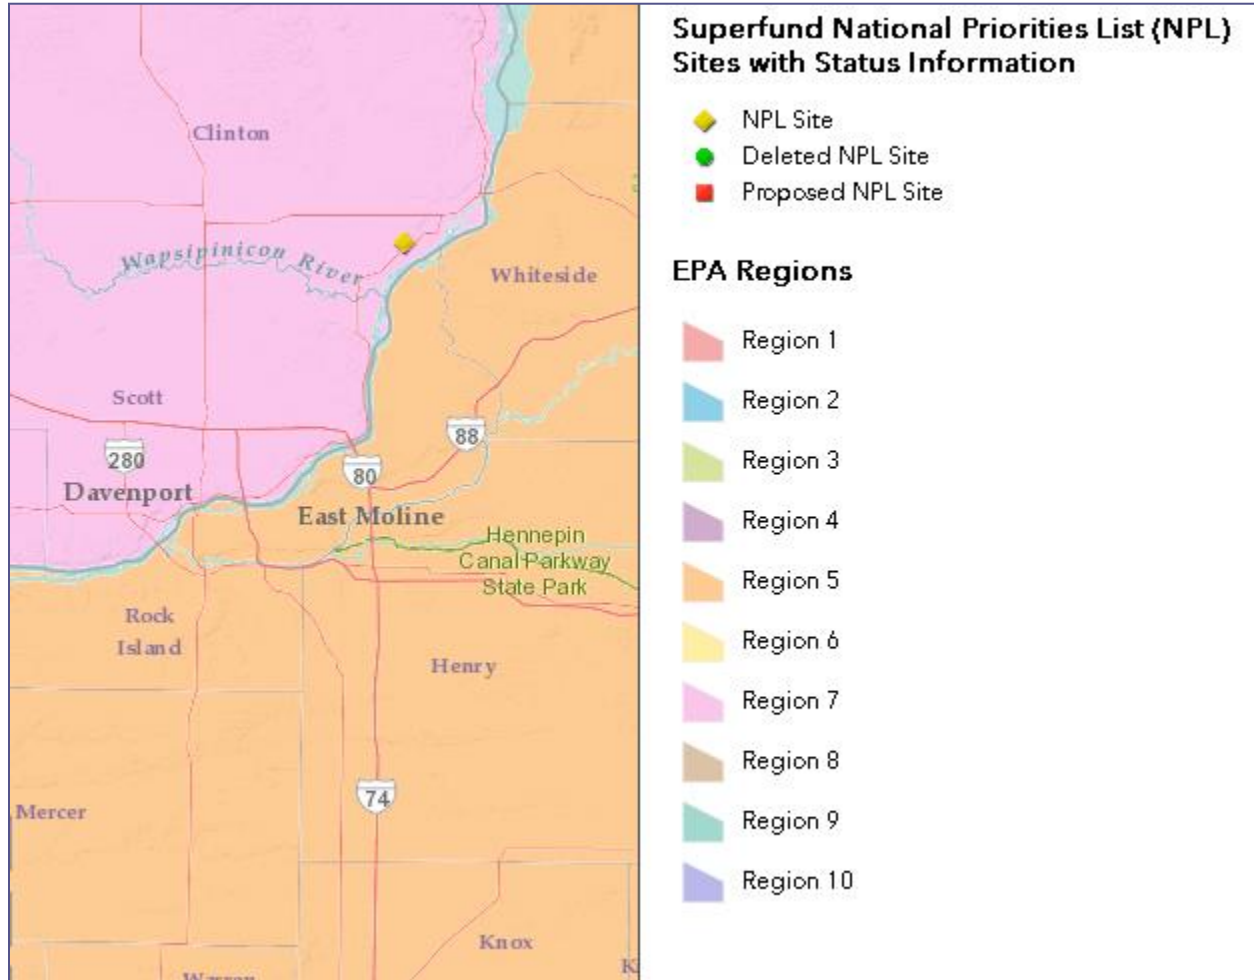 Clinton
Wapsipinicon River
Whiteside
Scott
88
280
80
Davenport
East Moline
Hennepin
Canal Parkway
State Park
Rock
Island
Henry
74
Mercer
Knox
K
Warren
Superfund National Priorities List (NPL)
Sites with Status Information
NPL Site
Deleted NPL Site
Proposed NPL Site
EPA Regions
Region 1
Region 2
Region 3
Region 4
Region 5
Region 6
Region 7
Region 8
Region 9
Region 10